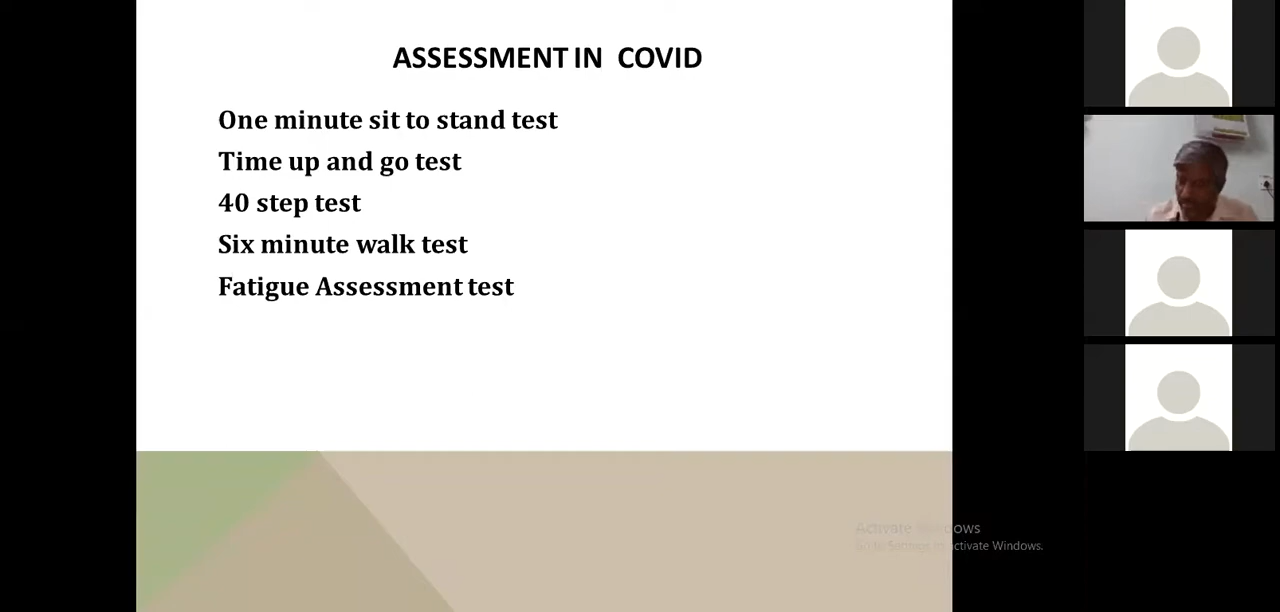 ASSESSMENT IN COVID
One minute sit to stand test
Time up and go test
40 step test
Six minute walk test
Fatigue Assessment test
Activate Windows
Go to Settings to activate Windows.